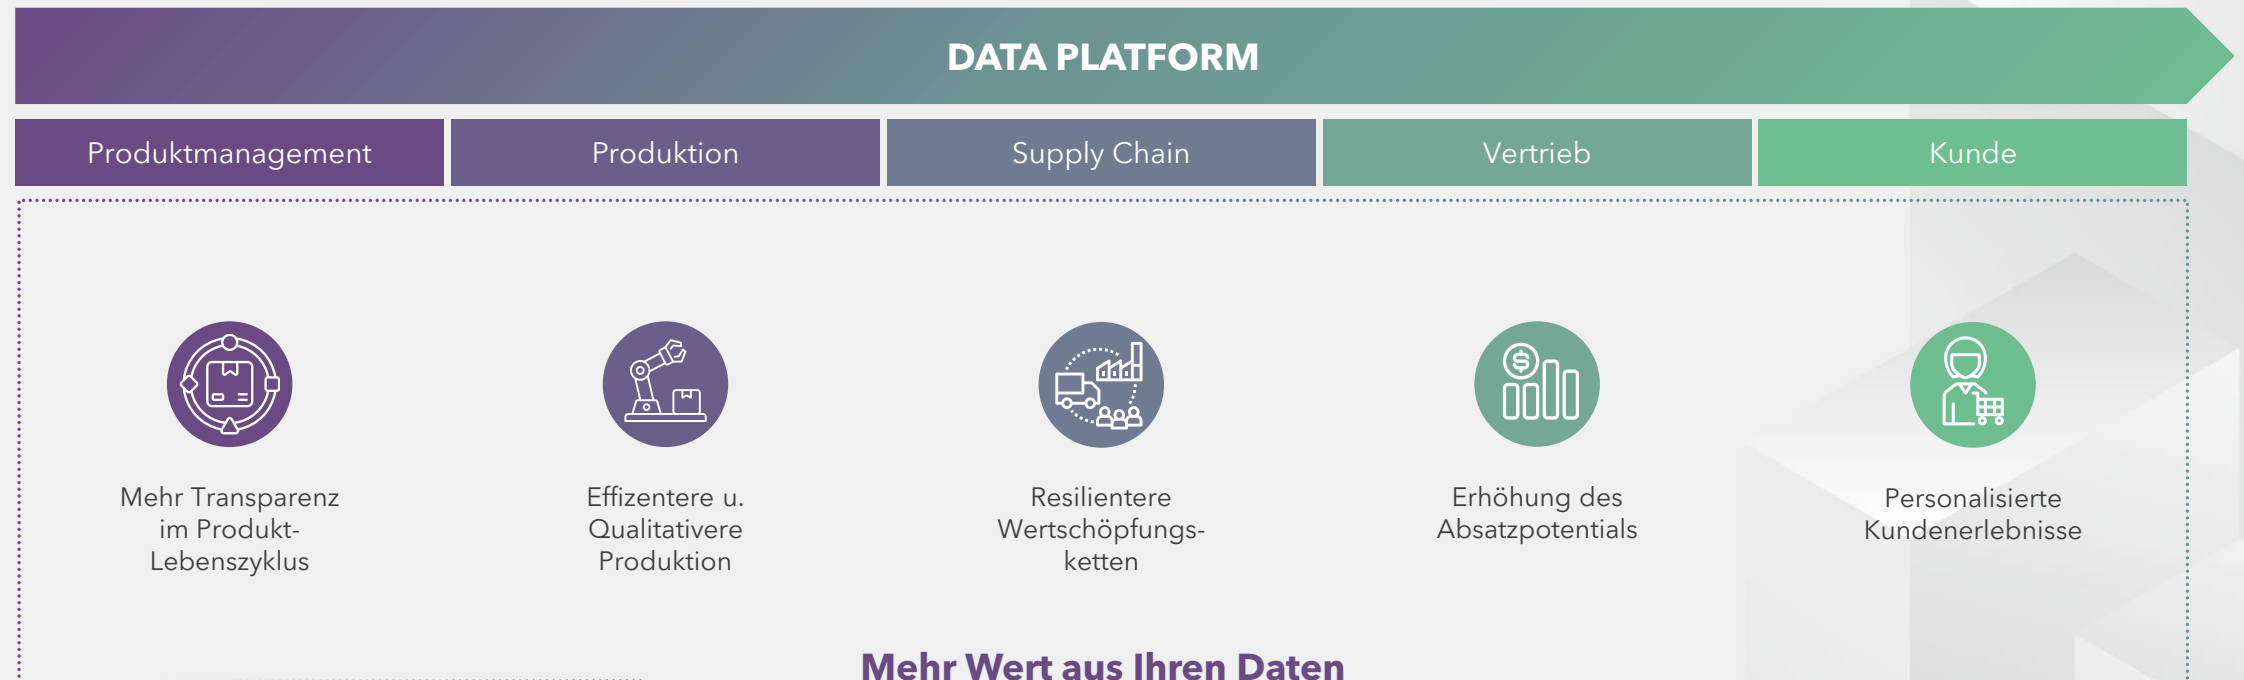 DATA PLATFORM
Produktmanagement
Produktion
Supply Chain
Vertrieb
Kunde
Mehr Transparenz
im Produkt-
Lebenszyklus
Effizentere u.
Qualitativere
Produktion
Resilientere
Wertschöpfungs-
ketten
Erhöhung des
Absatzpotentials
Personalisierte
Kundenerlebnisse
Mehr Wert aus Ihren Daten